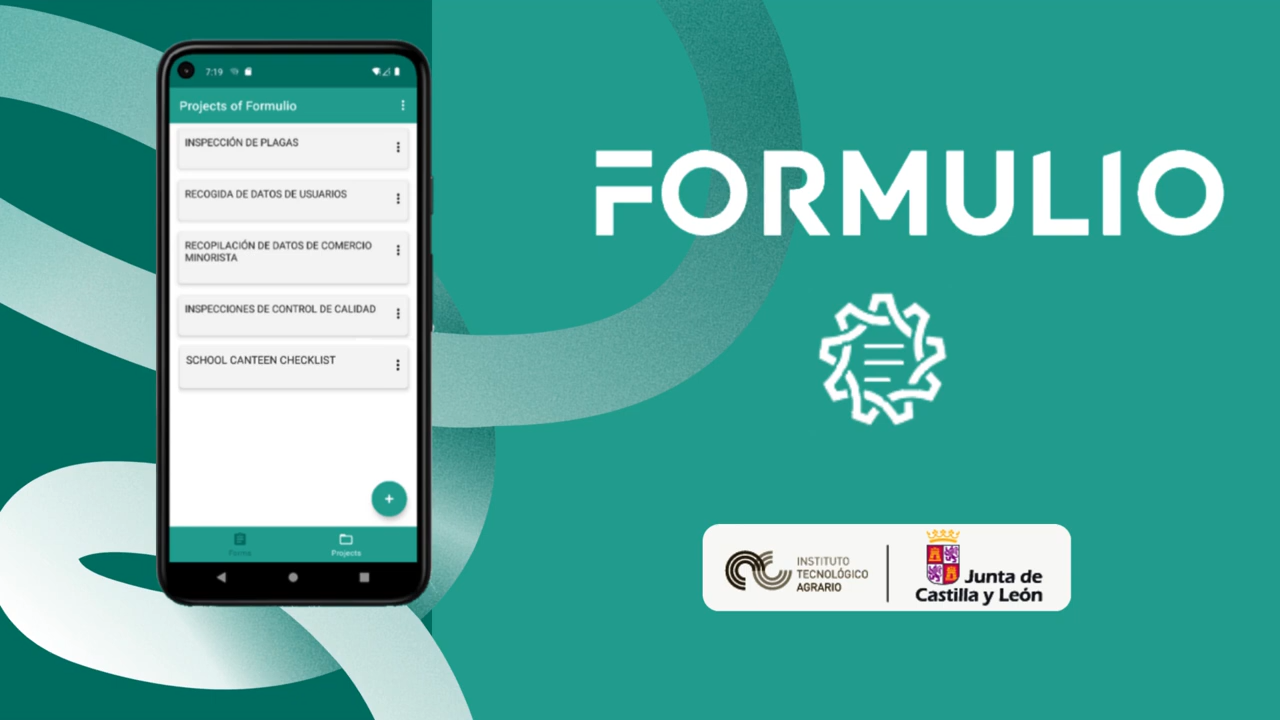 7:19
Projects of Formulio
INSPECCIÓN DE PLAGAS
RECOGIDA DE DATOS DE USUARIOS
RECOPILACIÓN DE DATOS DE COMERCIO
MINORISTA
INSPECCIONES DE CONTROL DE CALIDAD
SCHOOL CANTEEN CHECKLIST
+
Forms
Projects
FORMULIO
INSTITUTO
TECNOLÓGICO
AGRARIO
Junta de
Castilla y León